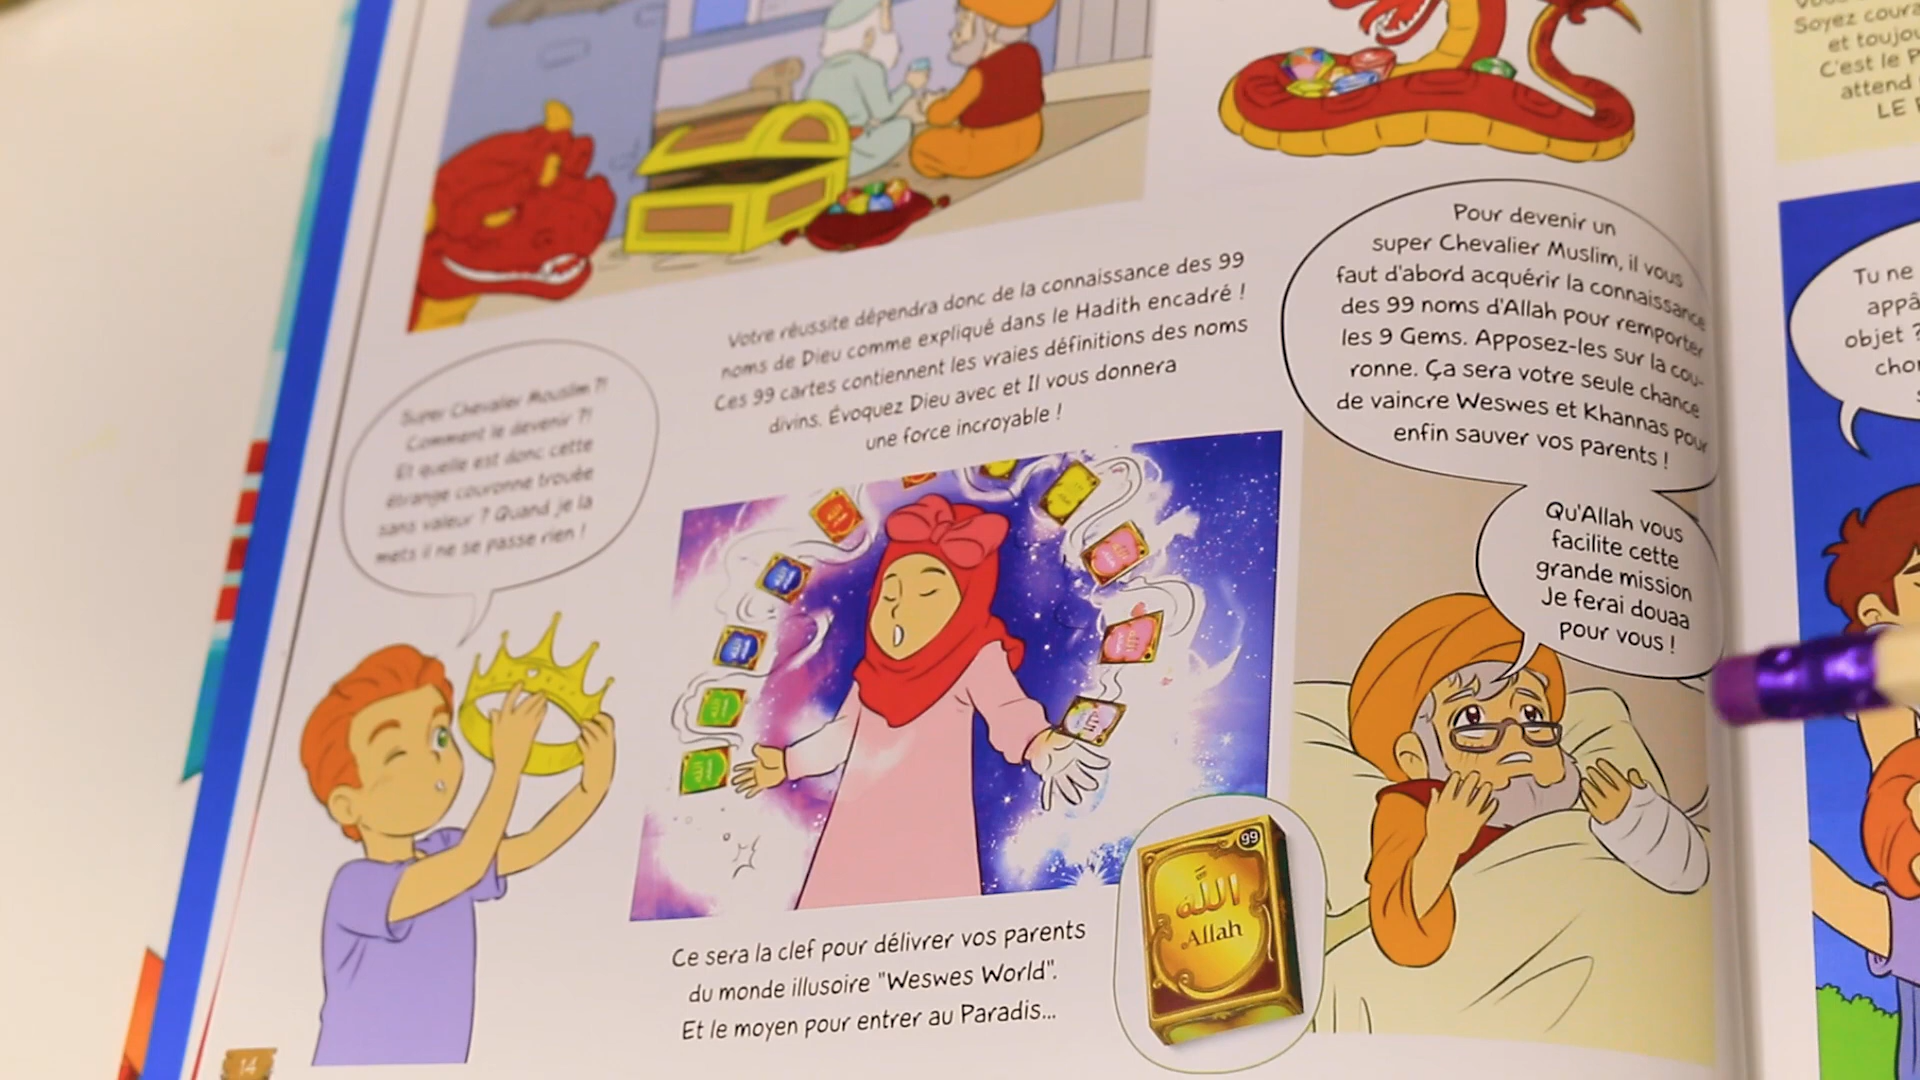 Votre réussite dépendra donc de la connaissance des 99
noms de Dieu comme expliqué dans le Hadith encadré !
Ces 99 cartes contiennent les vraies définitions des noms
divins. Évoquez Dieu avec et Il vous donnera
une force incroyable !
Super Chevalier Mouslim ?!
Comment le devenir ?!
Et quelle est donc cette
étrange couronne trouée
sans valeur ? Quand je la
mets il ne se passe rien !
Pour devenir un
super Chevalier Muslim, il vous
faut d'abord acquérir la connaissance
des 99 noms d'Allah pour remporter
les 9 Gems. Apposez-les sur la cou-
ronne. Ça sera votre seule chance
de vaincre Weswes et Khannas pour
enfin sauver vos parents !
Qu'Allah vous
facilite cette
grande mission
Je ferai douaa
pour vous !
Ce sera la clef pour délivrer vos parents
du monde illusoire "Weswes World".
Et le moyen pour entrer au Paradis...
99
الله
Allah
14
Soyez
et
C'est le
attend
LE
Tu ne
objet ?